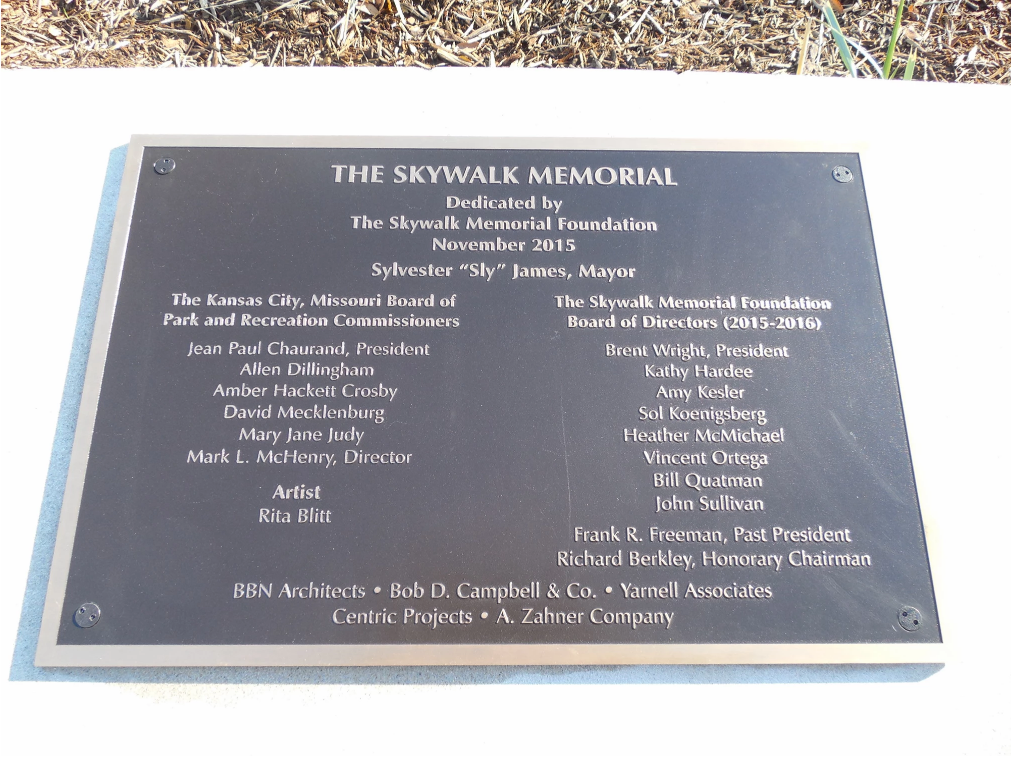 THE SKYWALK MEMORIAL
Dedicated by
The Skywalk Memorial Foundation
November 2015
Sylvester “Sly” James, Mayor
The Kansas City, Missouri Board of
Park and Recreation Commissioners
Jean Paul Chaurand, President
Allen Dillingham
Amber Hackett Crosby
David Mecklenburg
Mary Jane Judy
Mark L. McHenry, Director
Artist
Rita Blitt
The Skywalk Memorial Foundation
Board of Directors (2015-2016)
Brent Wright, President
Kathy Hardee
Amy Kesler
Sol Koenigsberg
Heather McMichael
Vincent Ortega
Bill Quatman
John Sullivan
Frank R. Freeman, Past President
Richard Berkley, Honorary Chairman
BBN Architects • Bob D. Campbell & Co. • Yarnell Associates
Centric Projects • A. Zahner Company